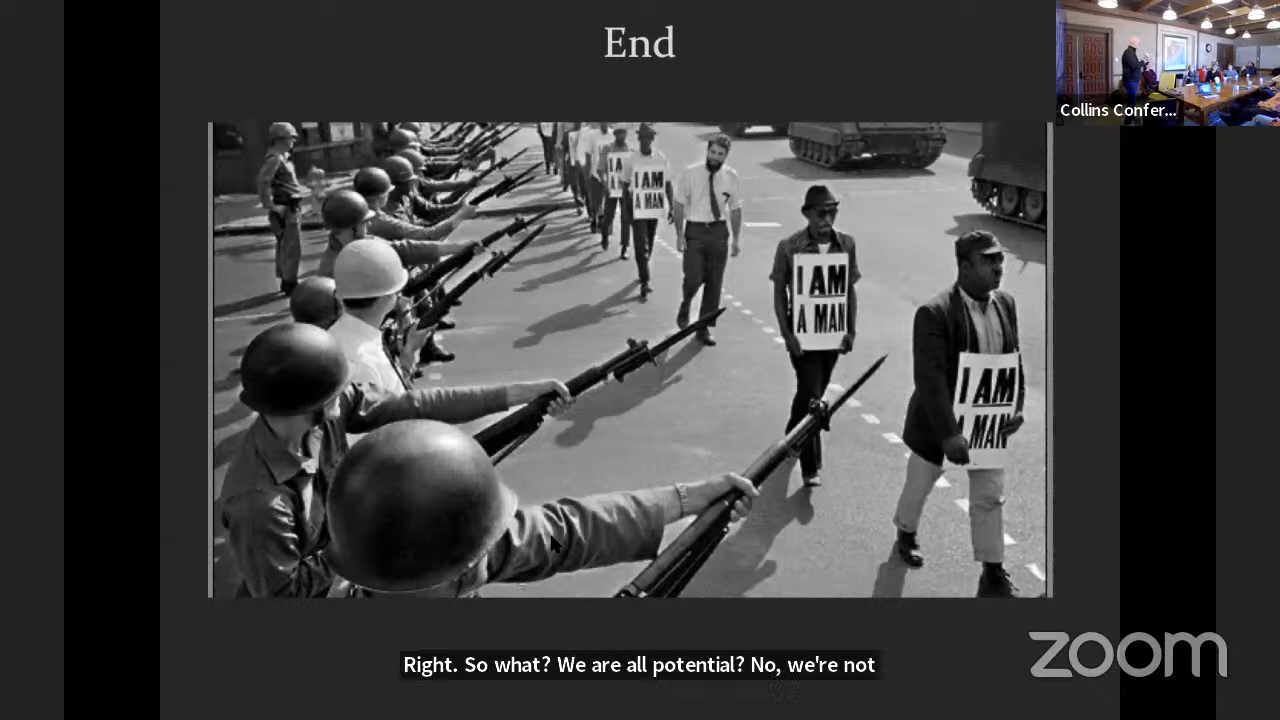 End
Collins Confer...
I A
A
I AM
A MAN
I AM
A MAN
I AM
A MAN
Right. So what? We are all potential? No, we're not
zoom